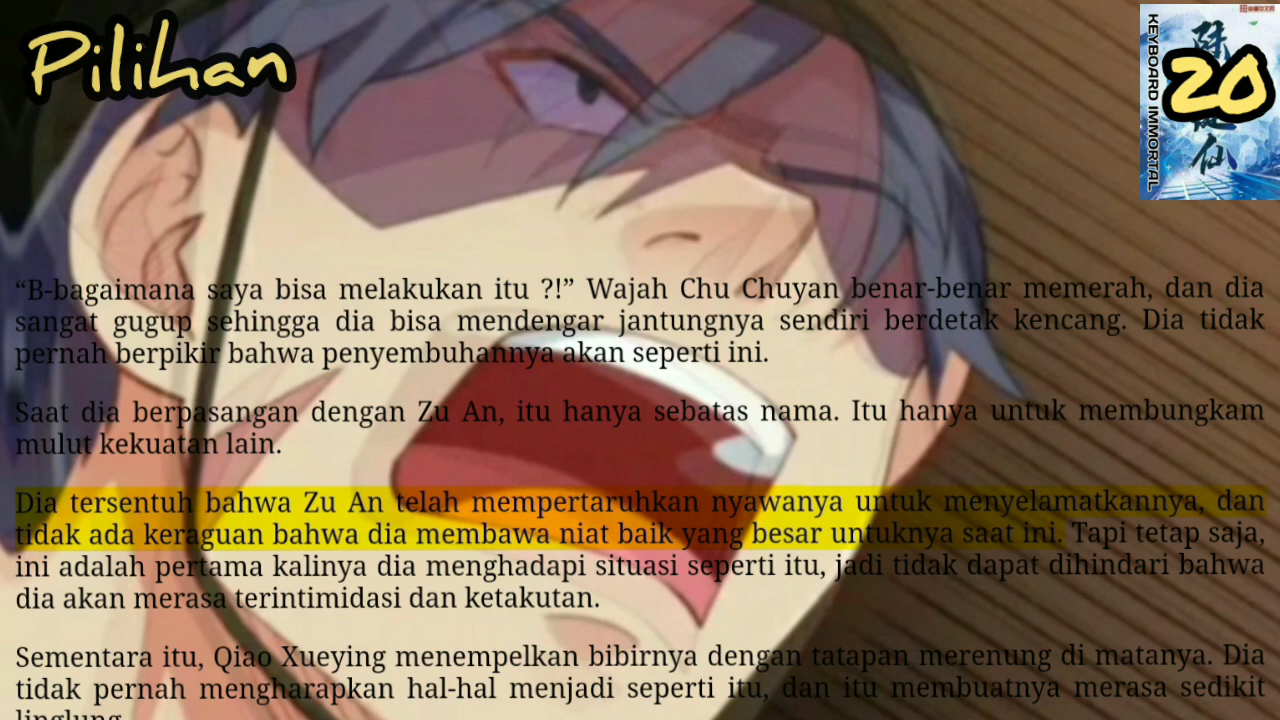 Pilihan
20
KEYBOARD IMMORTAL
仙
“B-bagaimana saya bisa melakukan itu ?!” Wajah Chu Chuyan benar-benar memerah, dan dia
sangat gugup sehingga dia bisa mendengar jantungnya sendiri berdetak kencang. Dia tidak
pernah berpikir bahwa penyembuhannya akan seperti ini.
Saat dia berpasangan dengan Zu An, itu hanya sebatas nama. Itu hanya untuk membungkam
mulut kekuatan lain.
Dia tersentuh bahwa Zu An telah mempertaruhkan nyawanya untuk menyelamatkannya, dan
tidak ada keraguan bahwa dia membawa niat baik yang besar untuknya saat ini. Tapi tetap saja,
ini adalah pertama kalinya dia menghadapi situasi seperti itu, jadi tidak dapat dihindari bahwa
dia akan merasa terintimidasi dan ketakutan.
Sementara itu, Qiao Xueying menempelkan bibirnya dengan tatapan merenung di matanya. Dia
tidak pernah mengharapkan hal-hal menjadi seperti itu, dan itu membuatnya merasa sedikit
linglung.